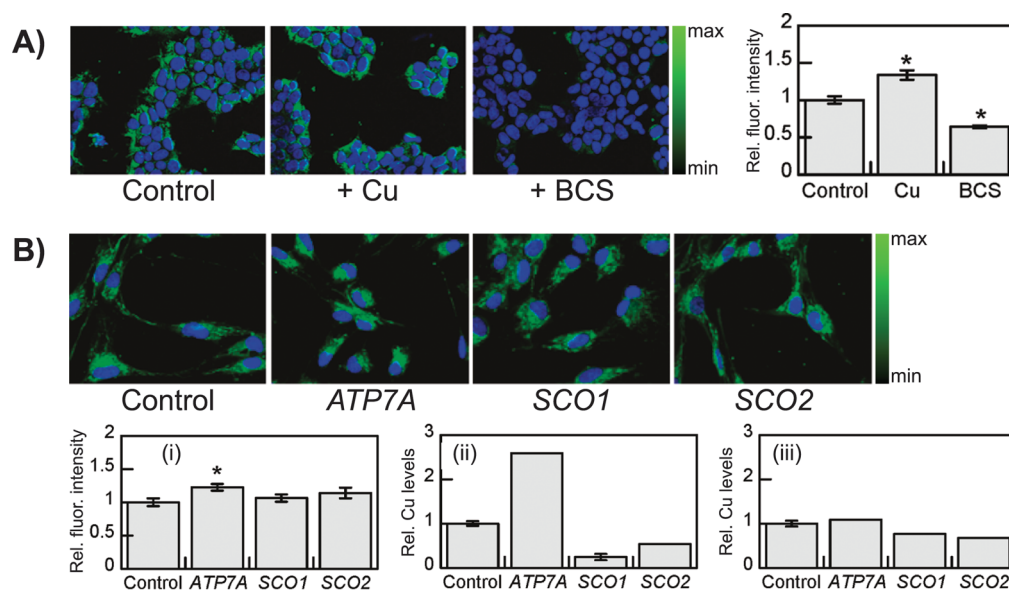 A)
max
min
Control
+ Cu
+ BCS
Rel. fluor. intensity
2
1.5
1
0.5
0
*
*
Control Cu BCS
B)
max
min
Control
ATP7A
SCO1
SCO2
Rel. fluor. intensity
2
1.5
1
0.5
0
(i)
*
Control ATP7A SCO1 SCO2
Rel. Cu levels
3
2
1
0
(ii)
Control ATP7A SCO1 SCO2
Rel. Cu levels
3
2
1
0
(iii)
Control ATP7A SCO1 SCO2